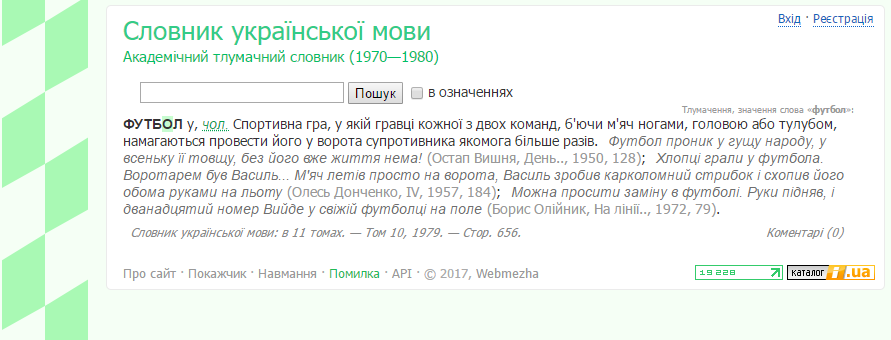 Вхід · Реєстрація
Словник української мови
Академічний тлумачний словник (1970—1980)
Пошук в означеннях
Тлумачення, значення слова «футбол»:
ФУТБОЛ у, чол. Спортивна гра, у якій гравці кожної з двох команд, б'ючи м'яч ногами, головою або тулубом,
намагаються провести його у ворота супротивника якомога більше разів. Футбол проник у гущу народу, у
всеньку її товщу, без його вже життя нема! (Остап Вишня, День.., 1950, 128); Хлопці грали у футбола.
Воротарем був Василь... М'яч летів просто на ворота, Василь зробив карколомний стрибок і схопив його
обома руками на льоту (Олесь Донченко, IV, 1957, 184); Можна просити заміну в футболі. Руки підняв, і
дванадятий номер Вийде у свіжій футболці на поле (Борис Олійник, На лінії.., 1972, 79).
Словник української мови: в 11 томах. — Том 10, 1979. — Стор. 656. Коментарі (0)
Про сайт · Покажчик · Навмання · Помилка · API · © 2017, Webmezha 19228 каталог i.ua